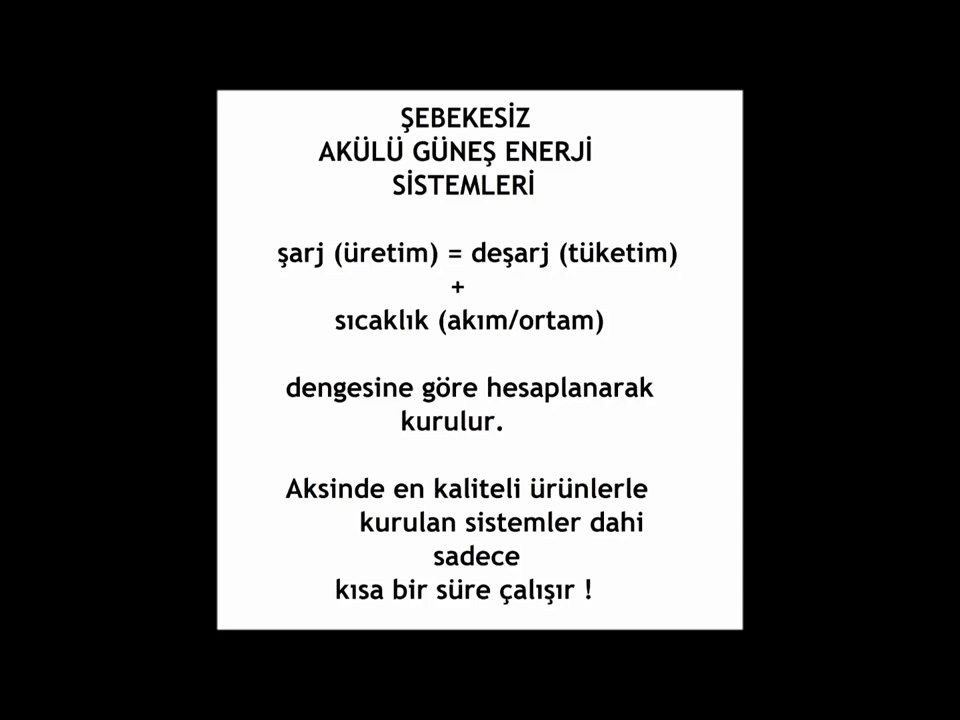 ŞEBEKESİZ
AKÜLÜ GÜNEŞ ENERJİ
SİSTEMLERİ
şarj (üretim) = deşarj (tüketim)
+
sıcaklık (akım/ortam)
dengesine göre hesaplanarak
kurulur.
Aksinde en kaliteli ürünlerle
kurulan sistemler dahi
sadece
kısa bir süre çalışır !